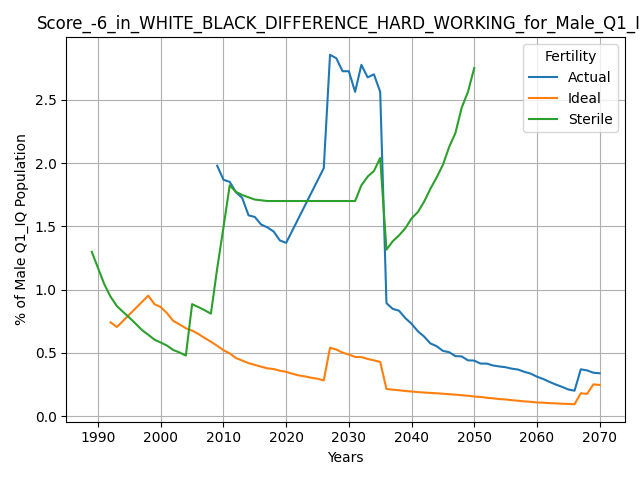 Score_-6_in_WHITE_BLACK_DIFFERENCE_HARD_WORKING_for_Male_Q1_I
Fertility
Actual
Ideal
Sterile
% of Male Q1_IQ Population
2.5
2.0
1.5
1.0
0.5
0.0
1990 2000 2010 2020 2030 2040 2050 2060 2070
Years